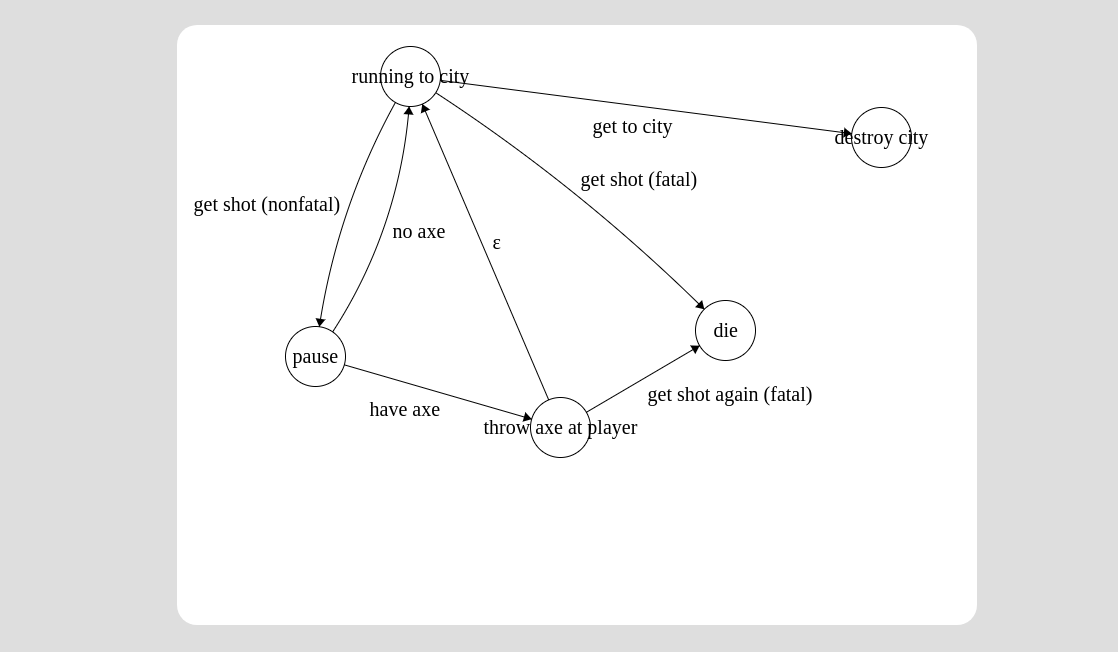 running to city
get to city
destroy city
get shot (fatal)
get shot (nonfatal)
no axe
ε
die
pause
get shot again (fatal)
have axe
throw axe at player